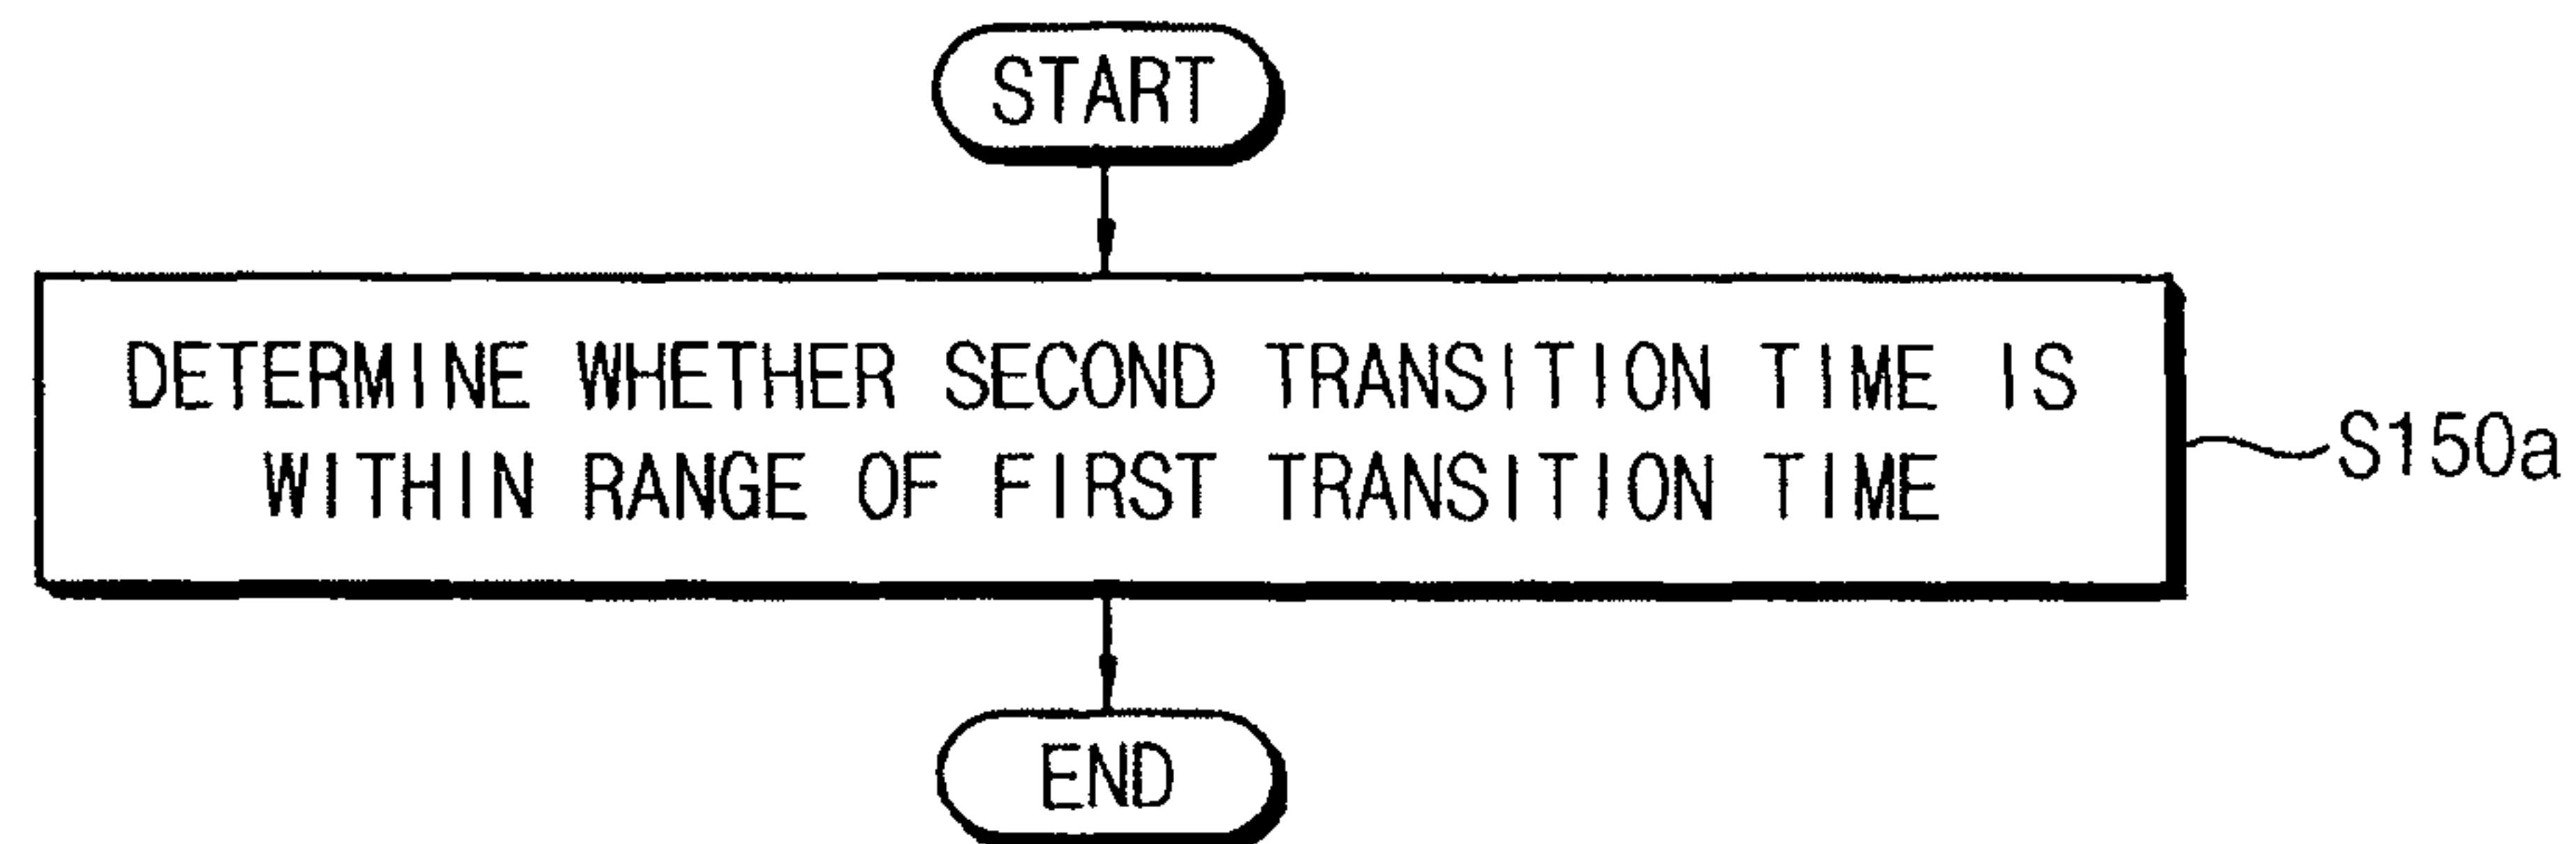 START
DETERMINE WHETHER SECOND TRANSITION TIME IS
WITHIN RANGE OF FIRST TRANSITION TIME
S150a
END